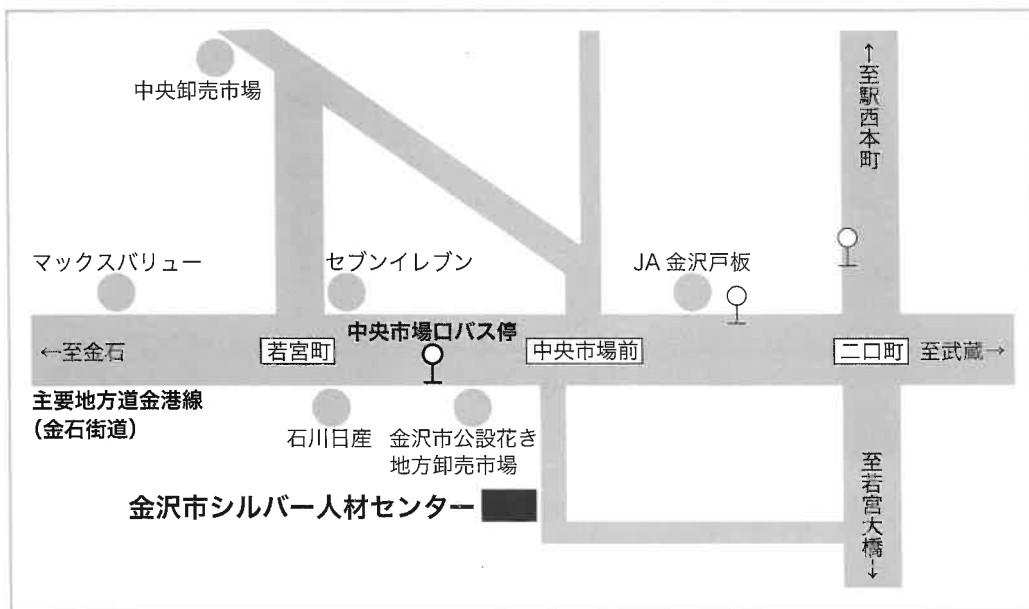 中央卸売市場
↑至駅西本町
マックスバリュー
セブンイレブン
JA 金沢戸板
中央市場口バス停
←至金石
若宮町
中央市場前
二口町
至武蔵→
主要地方道金港線
（金石街道）
石川日産
金沢市公設花き
地方卸売市場
金沢市シルバー人材センター
至若宮大橋↓